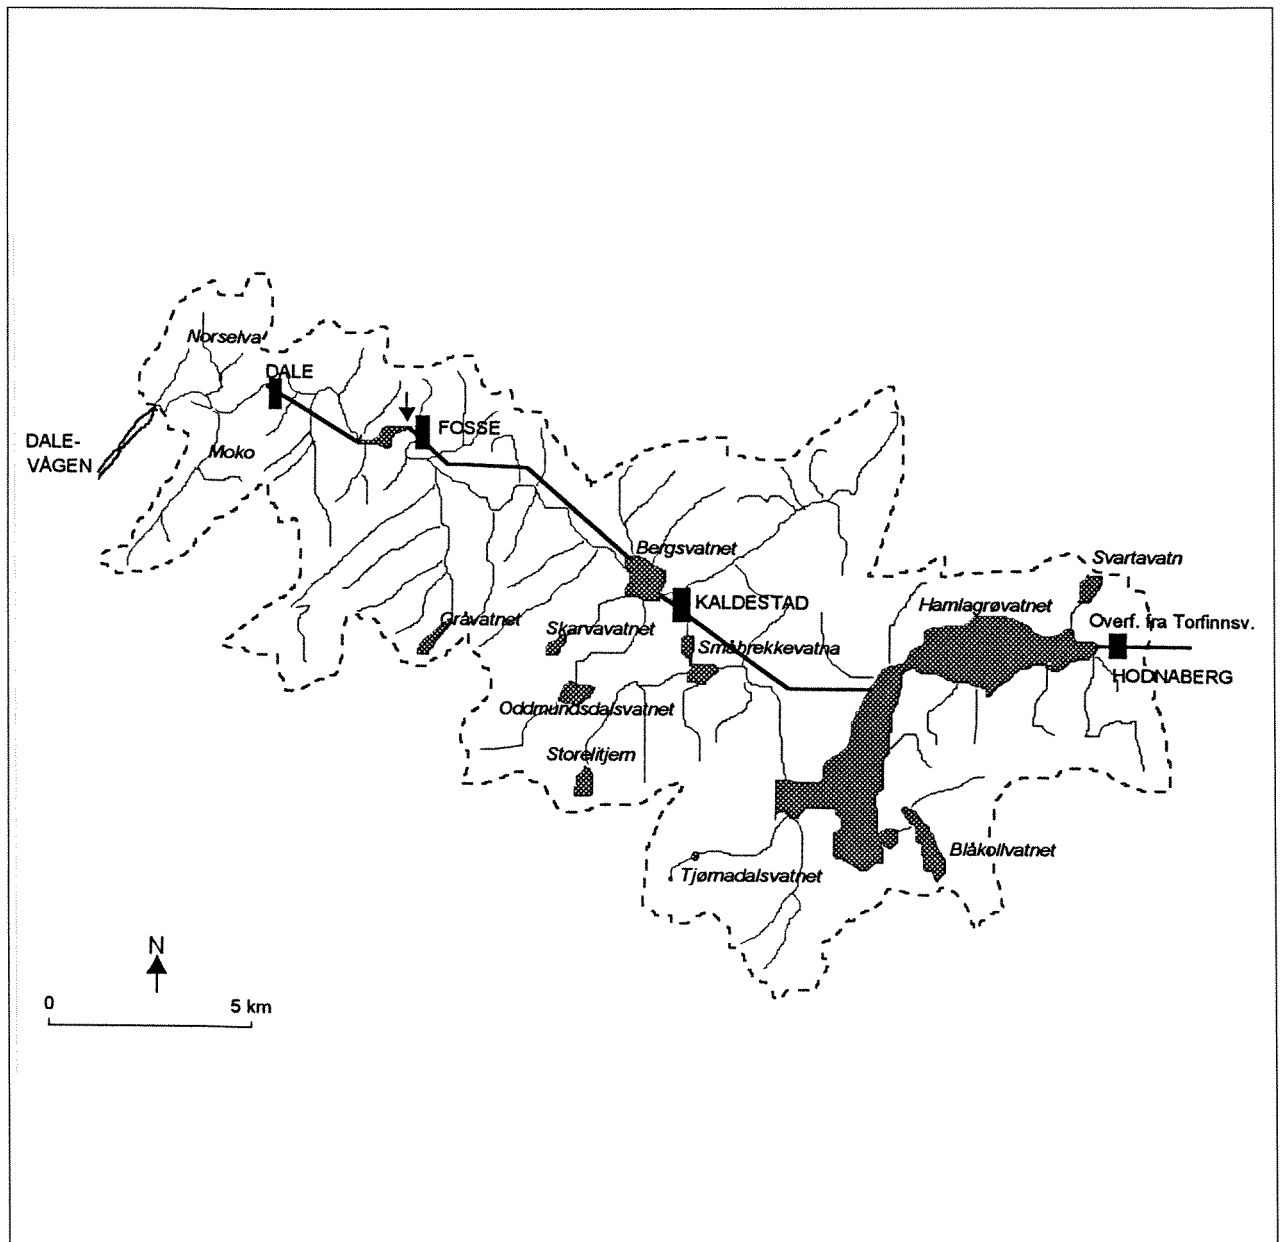 Norselva
DALE
DALE-
VÅGEN
FOSSE
Moko
Bergsvatnet
Svartavatn
KALDESTAD
Hamlagrøvatnet
Gråvatnet
Skarvavatnet
Overf. fra Torfinnsv.
Småbrekkevatna
HODNABERG
Oddmundsdalsvatnet
Storelitjern
Blåkollvatnet
Tjørnadalsvatnet
N
0 5 km